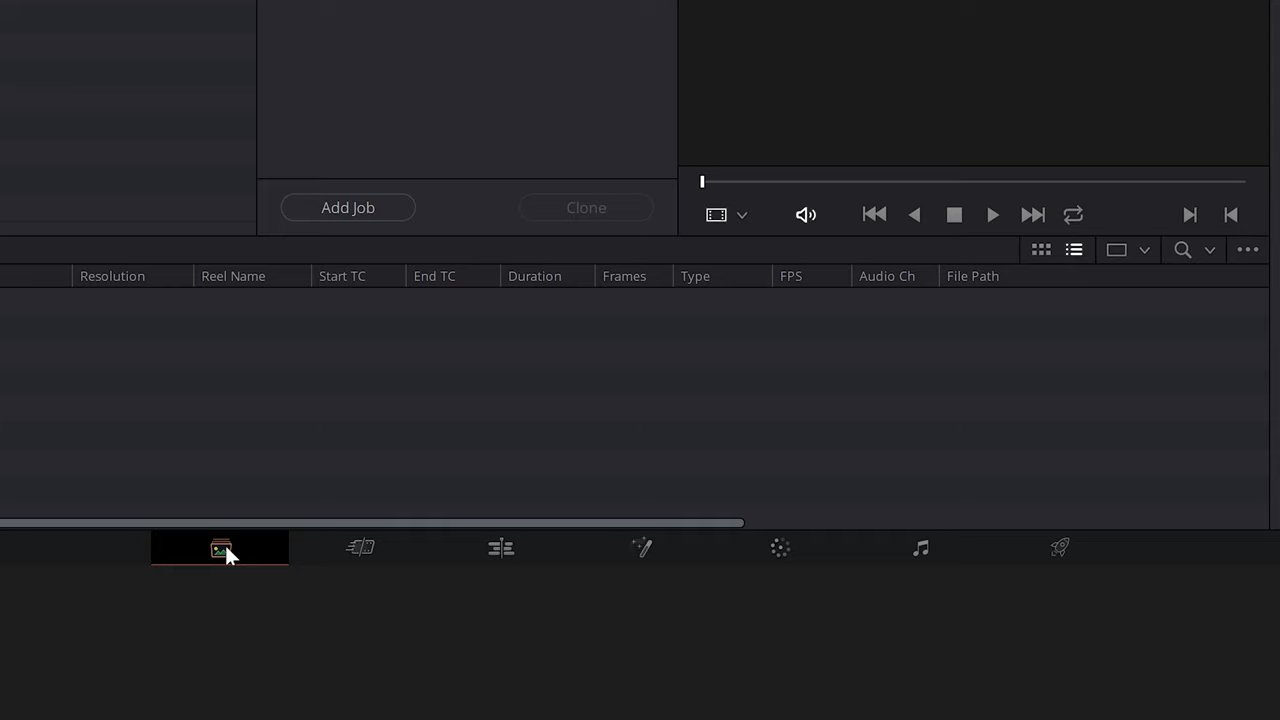 Add Job Clone
Resolution Reel Name Start TC End TC Duration Frames Type FPS Audio Ch File Path